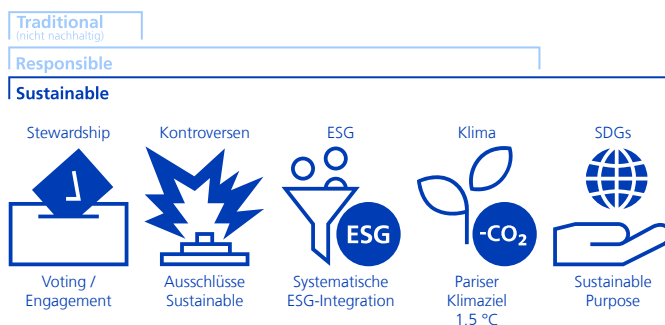 Traditional
(nicht nachhaltig)
Responsible
Sustainable
Stewardship
Kontroversen
ESG
Klima
SDGs
ESG
-CO₂
Voting /
Engagement
Ausschlüsse
Sustainable
Systematische
ESG-Integration
Pariser
Klimaziel
1,5 °C
Sustainable
Purpose